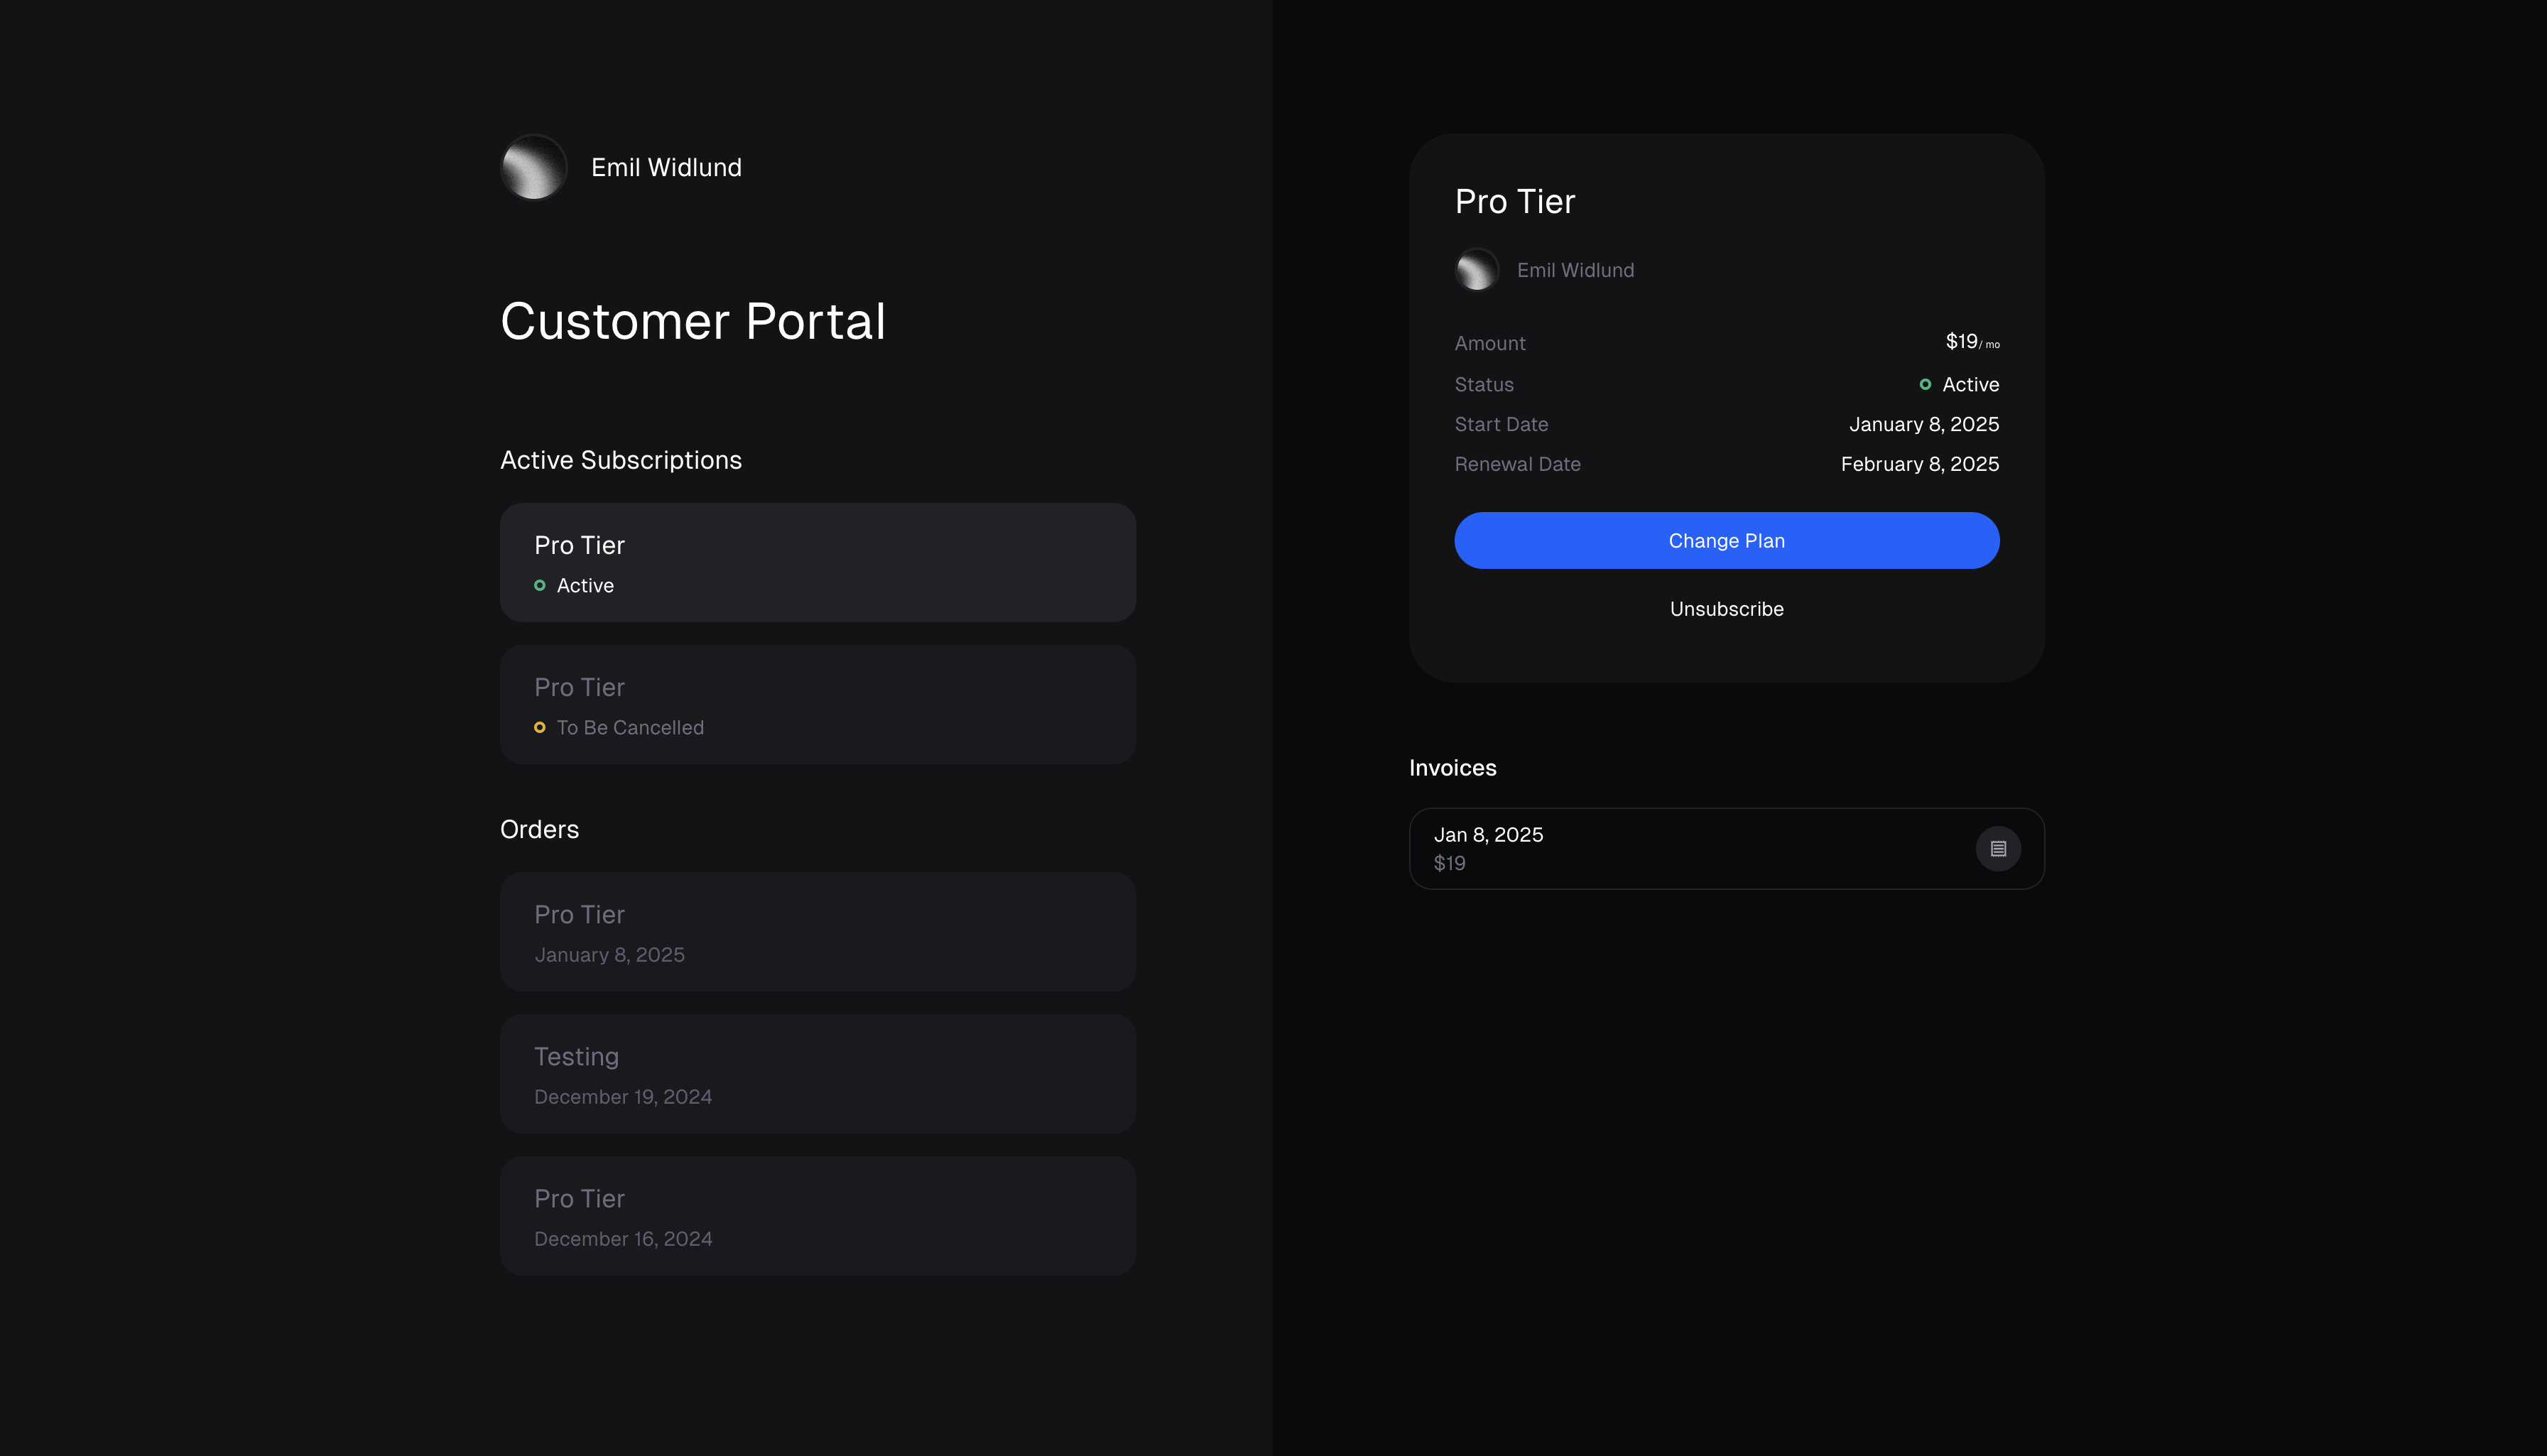 Emil Widlund
Customer Portal
Active Subscriptions
Pro Tier
Active
Pro Tier
To Be Cancelled
Orders
Pro Tier
January 8, 2025
Testing
December 19, 2024
Pro Tier
December 16, 2024
Pro Tier
Emil Widlund
Amount $19/ mo
Status Active
Start Date January 8, 2025
Renewal Date February 8, 2025
Change Plan
Unsubscribe
Invoices
Jan 8, 2025
$19